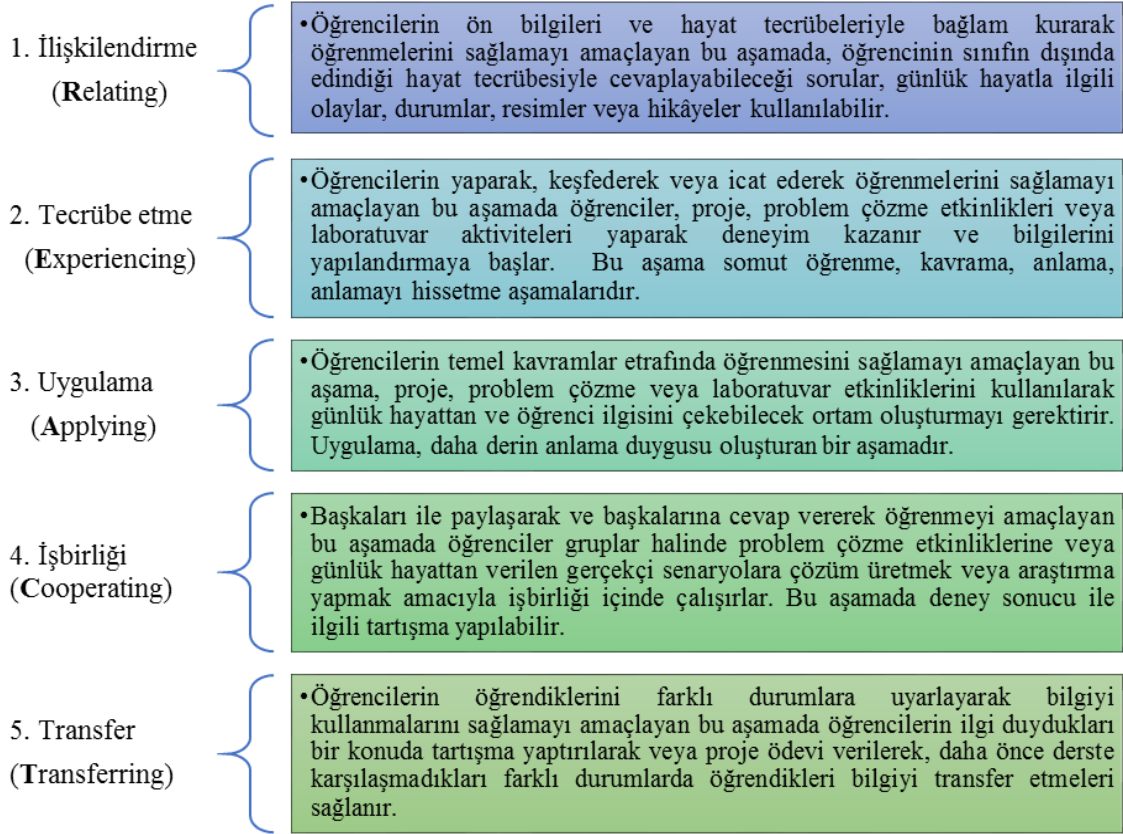 1. İlişkilendirme
(Relating)
•Öğrencilerin ön bilgileri ve hayat tecrübeleriyle bağlam kurarak
öğrenmelerini sağlamayı amaçlayan bu aşamada, öğrencinin sınıfın dışında
edindiği hayat tecrübesiyle cevaplayabileceği sorular, günlük hayatla ilgili
olaylar, durumlar, resimler veya hikâyeler kullanılabilir.
2. Tecrübe etme
(Experiencing)
•Öğrencilerin yaparak, keşfederek veya icat ederek öğrenmelerini sağlamayı
amaçlayan bu aşamada öğrenciler, proje, problem çözme etkinlikleri veya
laboratuvar aktiviteleri yaparak deneyim kazanır ve bilgilerini
yapılandırmaya başlar. Bu aşama somut öğrenme, kavrama, anlama,
anlamayı hissetme aşamalarıdır.
3. Uygulama
(Applying)
•Öğrencilerin temel kavramlar etrafında öğrenmesini sağlamayı amaçlayan bu
aşama, proje, problem çözme veya laboratuvar etkinliklerini kullanılarak
günlük hayattan ve öğrenci ilgisini çekebilecek ortam oluşturmayı gerektirir.
Uygulama, daha derin anlama duygusu oluşturan bir aşamadır.
4. İşbirliği
(Cooperating)
•Başkaları ile paylaşarak ve başkalarına cevap vererek öğrenmeyi amaçlayan
bu aşamada öğrenciler gruplar halinde problem çözme etkinliklerine veya
günlük hayattan verilen gerçekçi senaryolara çözüm üretmek veya araştırma
yapmak amacıyla işbirliği içinde çalışırlar. Bu aşamada deney sonucu ile
ilgili tartışma yapılabilir.
5. Transfer
(Transferring)
•Öğrencilerin öğrendiklerini farklı durumlara uyarlayarak bilgiyi
kullanmalarını sağlamayı amaçlayan bu aşamada öğrencilerin ilgi duydukları
bir konuda tartışma yaptırılarak veya proje ödevi verilerek, daha önce derste
karşılaşmadıkları farklı durumlarda öğrendikleri bilgiyi transfer etmeleri
sağlanır.